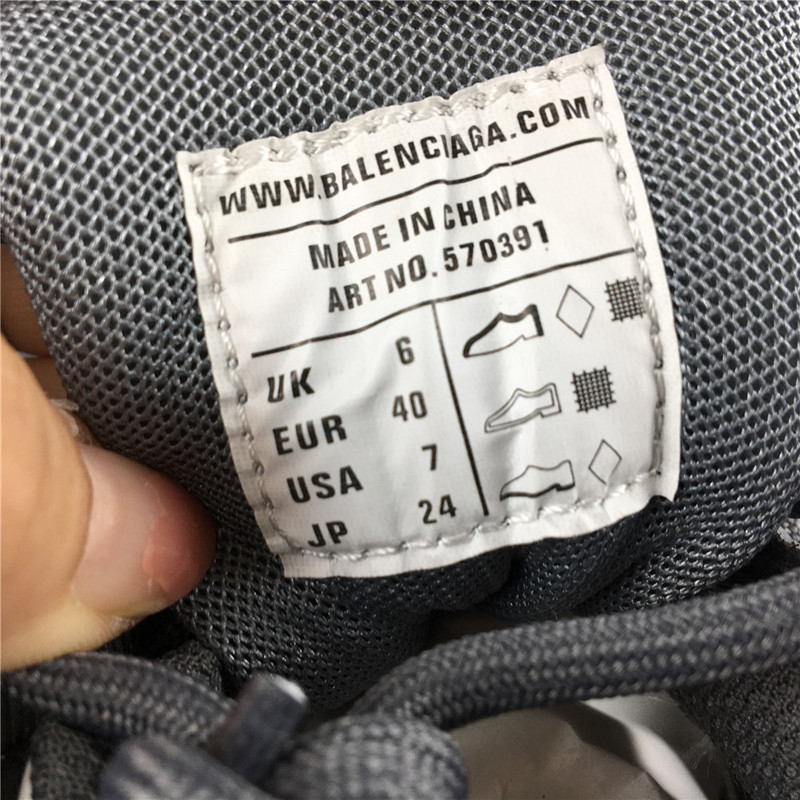 WWW.BALENCIAGA.COM
MADE IN CHINA
ART NO. 570391
UK 6
EUR 40
USA 7
JP 24